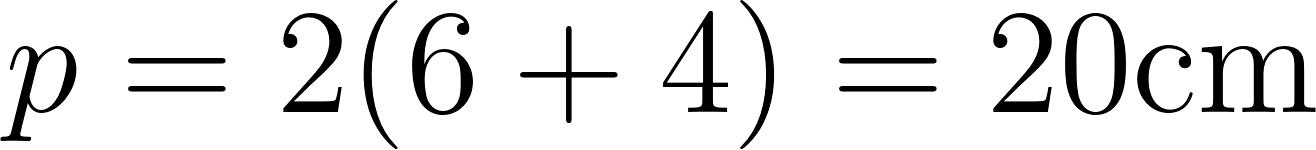 p = 2(6 + 4) = 20cm